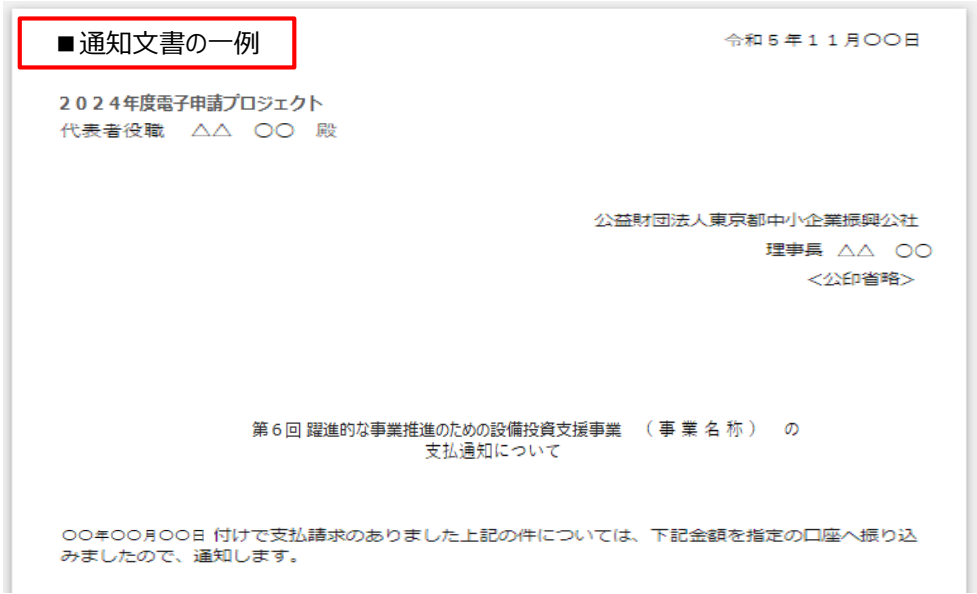 ■通知文書の一例
令和５年１１月〇〇日
２０２４年度電子申請プロジェクト
代表者役職　△△　〇〇　殿
公益財団法人東京都中小企業振興公社
理事長　△△　〇〇
＜公印省略＞
第６回 躍進的な事業推進のための設備投資支援事業　（事業名称）　の
支払通知について
〇〇年〇〇月〇〇日 付けで支払請求のありました上記の件については、下記金額を指定の口座へ振り込
みましたので、通知します。